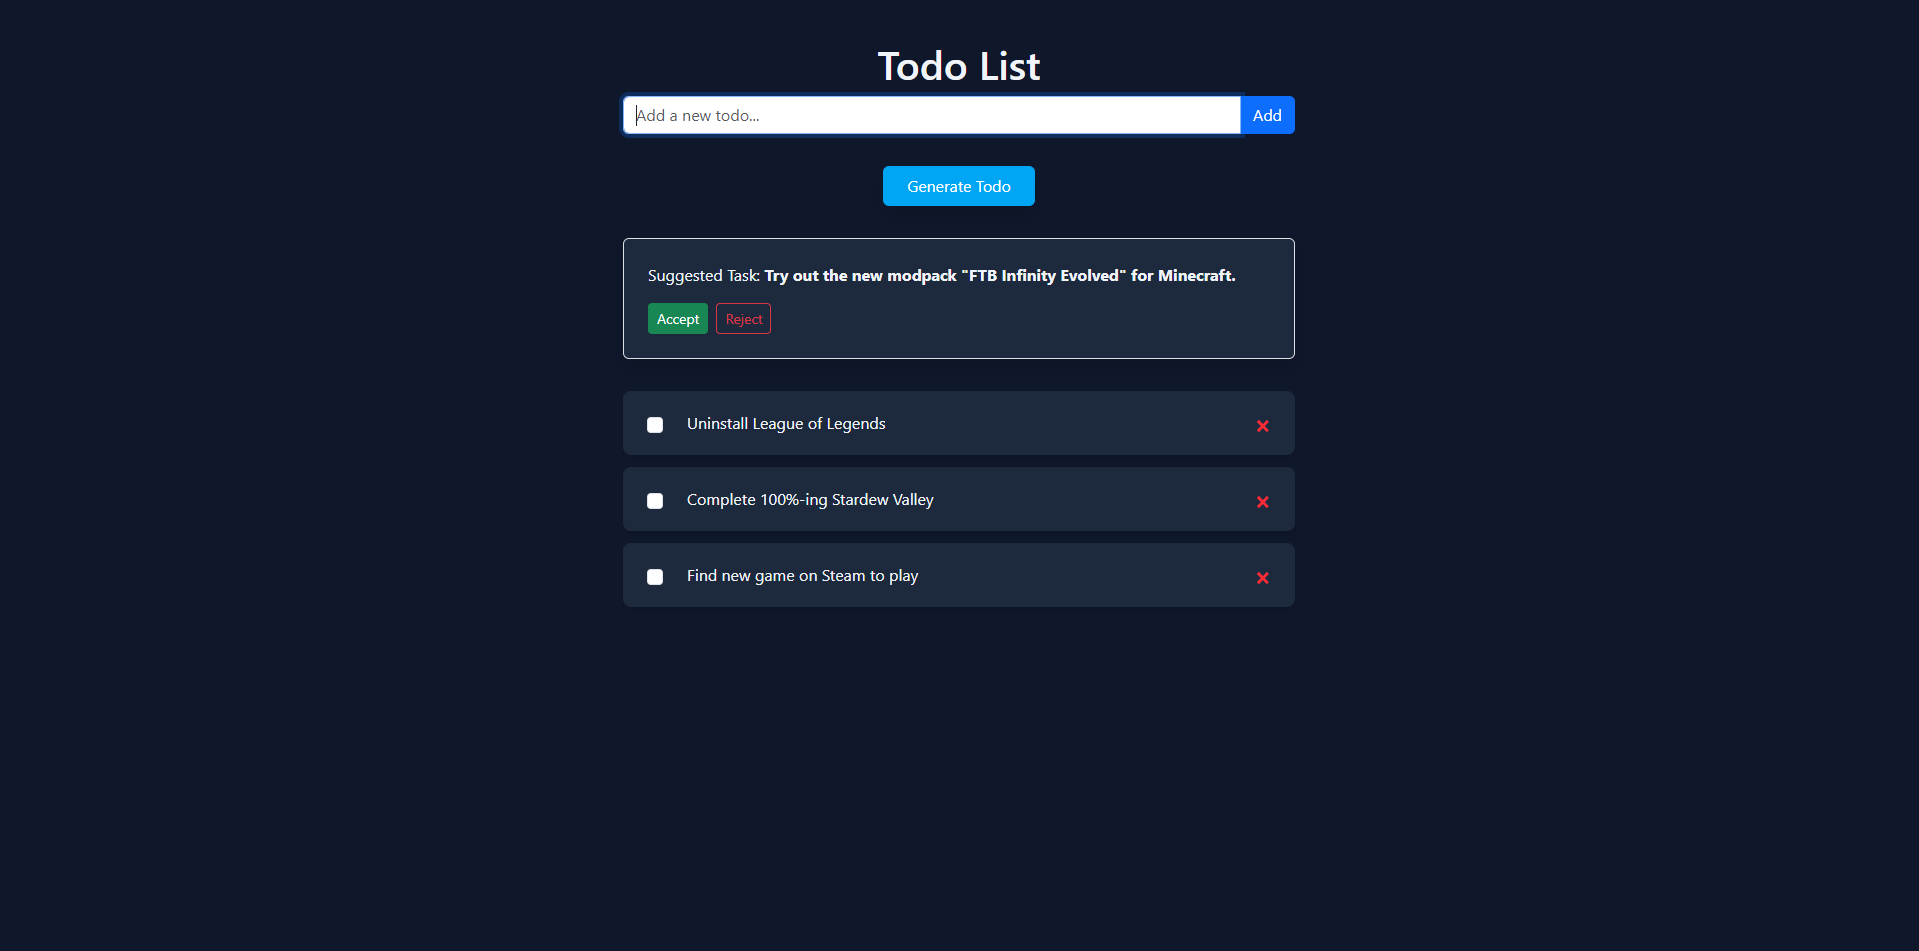 Todo List
Add a new todo...
Add
Generate Todo
Suggested Task: Try out the new modpack "FTB Infinity Evolved" for Minecraft.
Accept Reject
Uninstall League of Legends
Complete 100%-ing Stardew Valley
Find new game on Steam to play